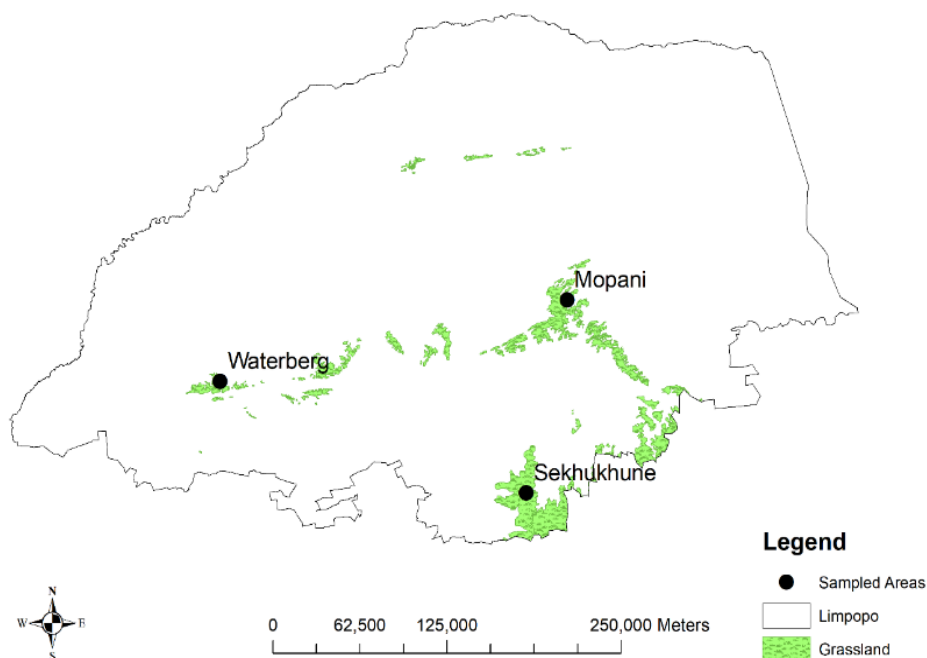 Mopani
Waterberg
Sekhukhune
Legend
Sampled Areas
Limpopo
Grassland
N
W E
S
0 62,500 125,000 250,000 Meters